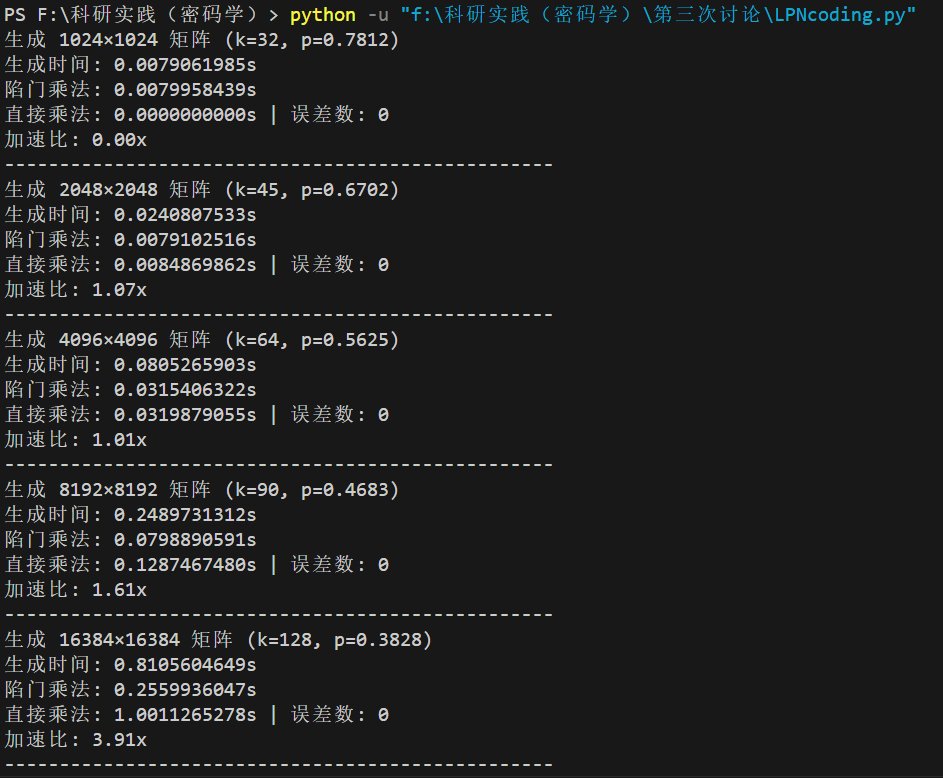 PS F:\科研实践（密码学）> python -u "f:\科研实践（密码学）\第三次讨论\LPNcoding.py"
生成 1024×1024 矩阵 (k=32, p=0.7812)
生成时间: 0.0079061985s
陷门乘法: 0.0079958439s
直接乘法: 0.0000000000s | 误差数: 0
加速比: 0.00x
--------------------------------------------------
生成 2048×2048 矩阵 (k=45, p=0.6702)
生成时间: 0.0240807533s
陷门乘法: 0.0079102516s
直接乘法: 0.0084869862s | 误差数: 0
加速比: 1.07x
--------------------------------------------------
生成 4096×4096 矩阵 (k=64, p=0.5625)
生成时间: 0.0805265903s
陷门乘法: 0.0315406322s
直接乘法: 0.0319879055s | 误差数: 0
加速比: 1.01x
--------------------------------------------------
生成 8192×8192 矩阵 (k=90, p=0.4683)
生成时间: 0.2489731312s
陷门乘法: 0.0798890591s
直接乘法: 0.1287467480s | 误差数: 0
加速比: 1.61x
--------------------------------------------------
生成 16384×16384 矩阵 (k=128, p=0.3828)
生成时间: 0.8105604649s
陷门乘法: 0.2559936047s
直接乘法: 1.0011265278s | 误差数: 0
加速比: 3.91x
--------------------------------------------------